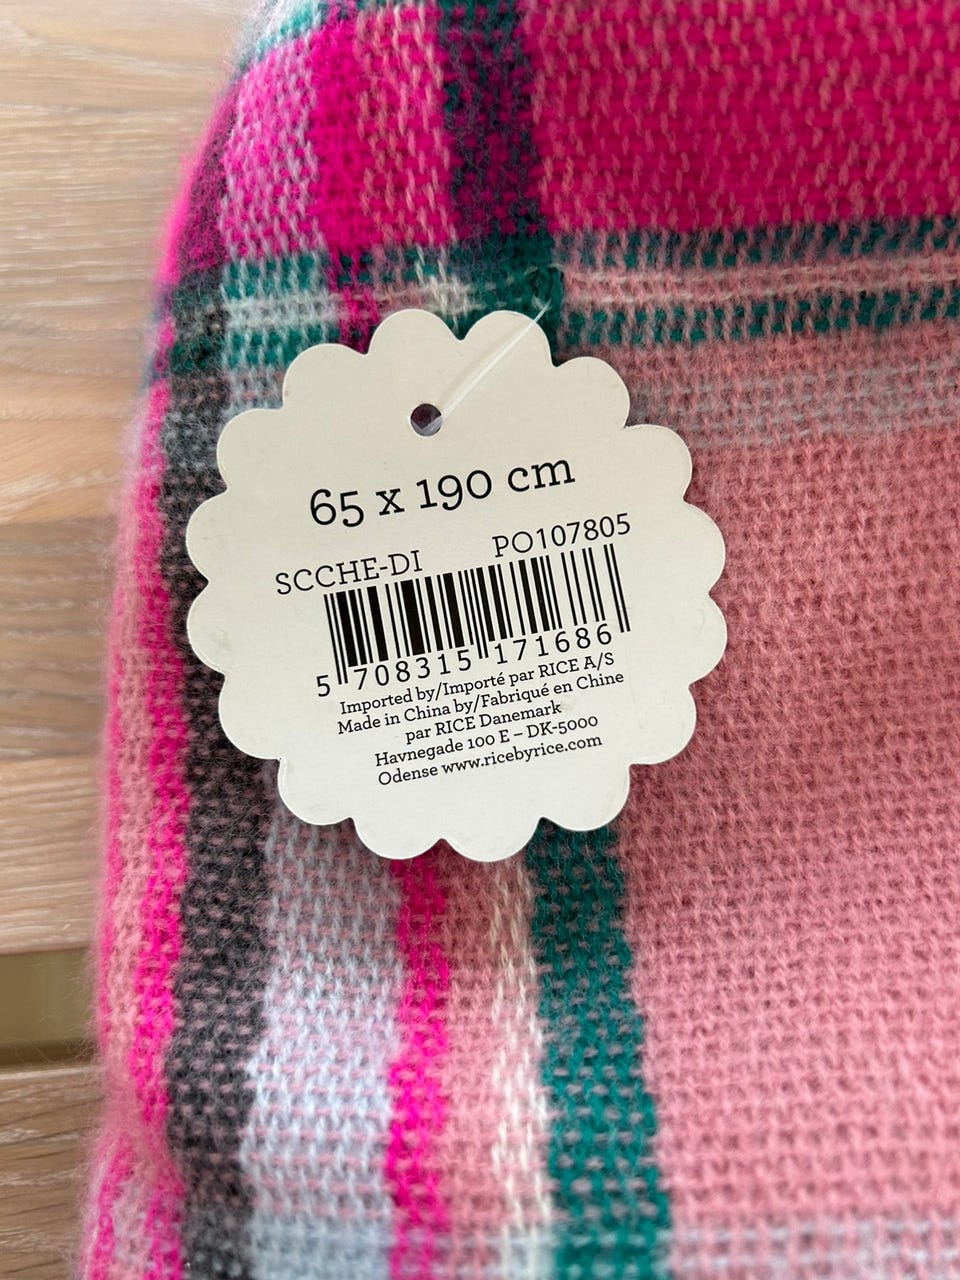 65 x 190 cm
SCCHE-DI PO107805
5 708315 171686
Imported by/Importé par RICE A/S
Made in China by/Fabriqué en Chine
par RICE Danemark
Havnegade 100 E – DK-5000
Odense www.ricebyrice.com